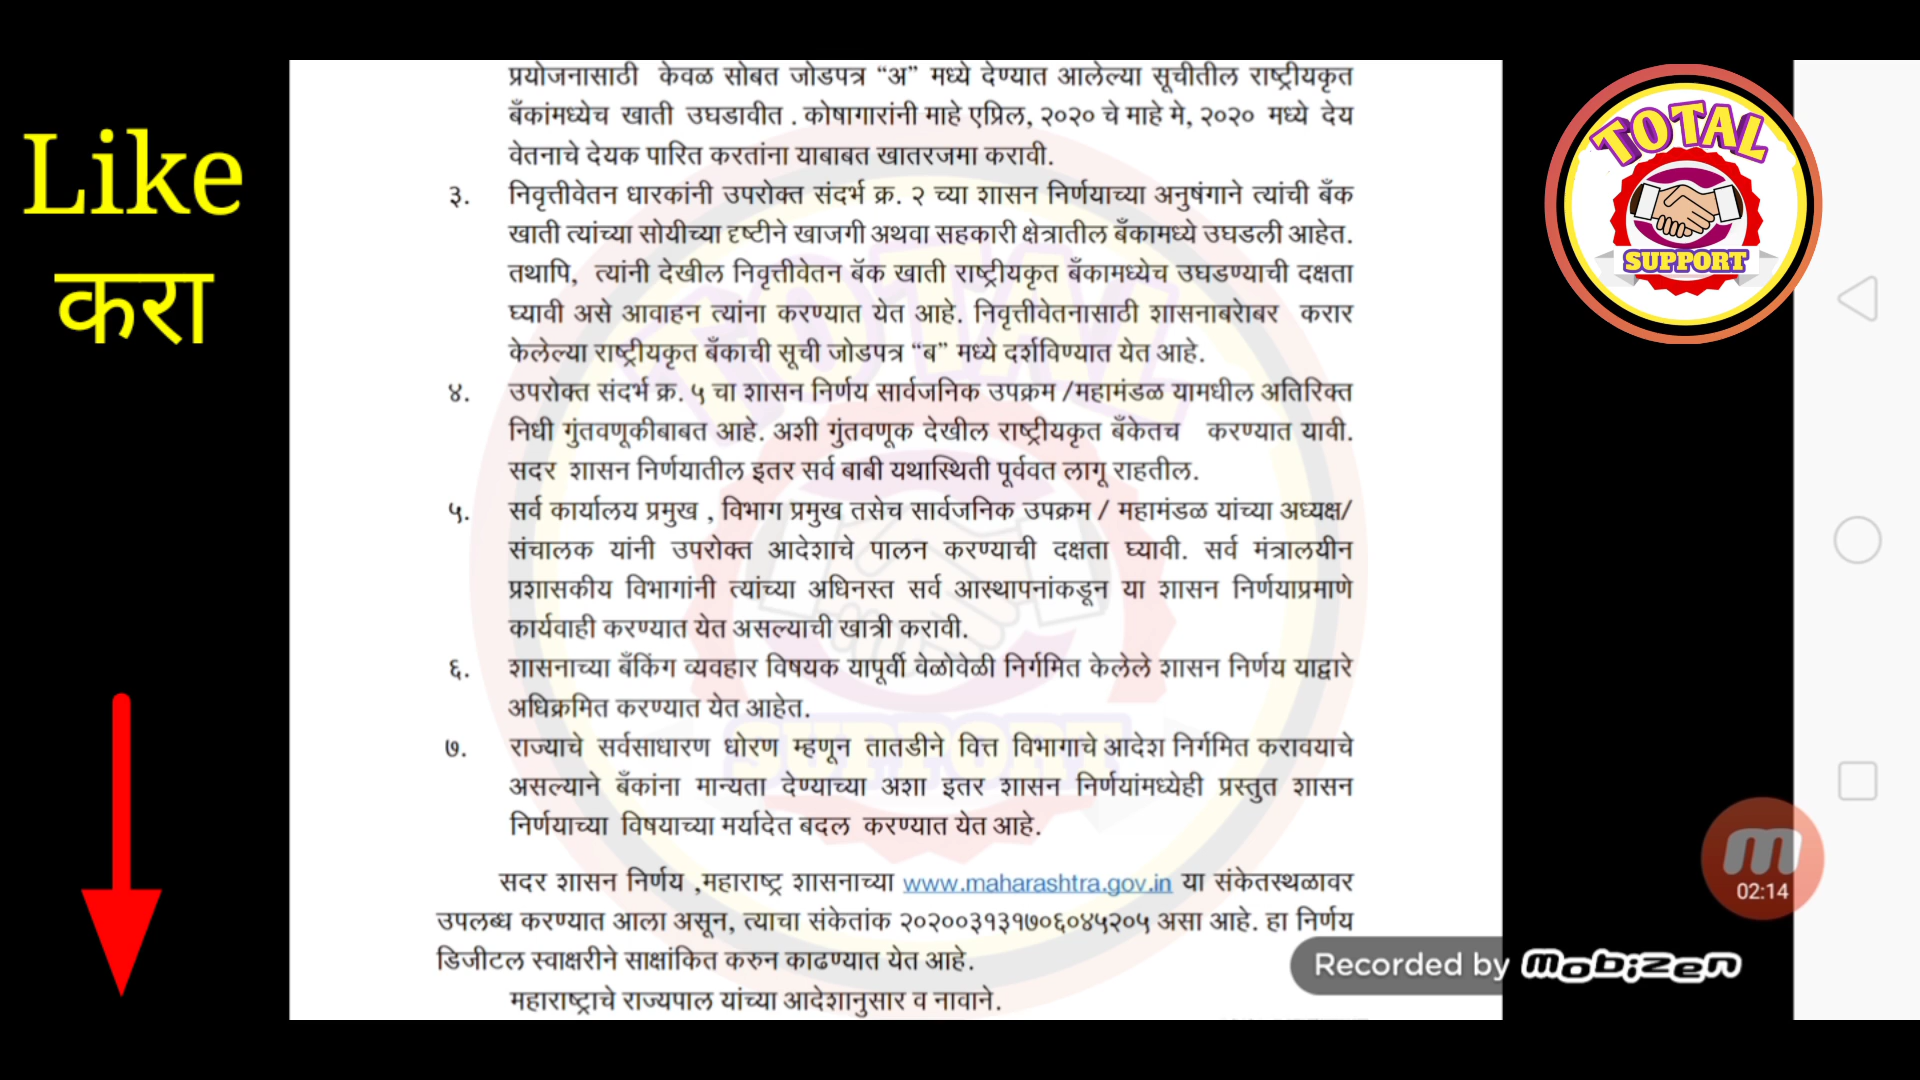 Like
करा
प्रयोजनासाठी केवळ सोबत जोडपत्र “अ” मध्ये देण्यात आलेल्या सूचीतील राष्ट्रीयकृत
बँकांमध्येच खाती उघडावीत . कोषागारांनी माहे एप्रिल, २०२० चे माहे मे, २०२० मध्ये देय
वेतनाचे देयक पारित करतांना याबाबत खातरजमा करावी.
३. निवृत्तीवेतन धारकांनी उपरोक्त संदर्भ क्र. २ च्या शासन निर्णयाच्या अनुषंगाने त्यांची बँक
खाती त्यांच्या सोयीच्या दृष्टीने खाजगी अथवा सहकारी क्षेत्रातील बँकामध्ये उघडली आहेत.
तथापि, त्यांनी देखील निवृत्तीवेतन बॅक खाती राष्ट्रीयकृत बँकामध्येच उघडण्याची दक्षता
घ्यावी असे आवाहन त्यांना करण्यात येत आहे. निवृत्तीवेतनासाठी शासनाबरोबर करार
केलेल्या राष्ट्रीयकृत बँकाची सूची जोडपत्र “ब” मध्ये दर्शविण्यात येत आहे.
४. उपरोक्त संदर्भ क्र. ५ चा शासन निर्णय सार्वजनिक उपक्रम /महामंडळ यामधील अतिरिक्त
निधी गुंतवणूकीबाबत आहे. अशी गुंतवणूक देखील राष्ट्रीयकृत बँकेतच करण्यात यावी.
सदर शासन निर्णयातील इतर सर्व बाबी यथास्थिती पूर्ववत लागू राहतील.
५. सर्व कार्यालय प्रमुख , विभाग प्रमुख तसेच सार्वजनिक उपक्रम / महामंडळ यांच्या अध्यक्ष/
संचालक यांनी उपरोक्त आदेशाचे पालन करण्याची दक्षता घ्यावी. सर्व मंत्रालयीन
प्रशासकीय विभागांनी त्यांच्या अधिनस्त सर्व आस्थापनांकडून या शासन निर्णयाप्रमाणे
कार्यवाही करण्यात येत असल्याची खात्री करावी.
६. शासनाच्या बँकिंग व्यवहार विषयक यापूर्वी वेळोवेळी निर्गमित केलेले शासन निर्णय याद्वारे
अधिक्रमित करण्यात येत आहेत.
७. राज्याचे सर्वसाधारण धोरण म्हणून तातडीने वित्त विभागाचे आदेश निर्गमित करावयाचे
असल्याने बँकांना मान्यता देण्याच्या अशा इतर शासन निर्णयांमध्येही प्रस्तुत शासन
निर्णयाच्या विषयाच्या मर्यादेत बदल करण्यात येत आहे.
सदर शासन निर्णय ,महाराष्ट्र शासनाच्या www.maharashtra.gov.in या संकेतस्थळावर
उपलब्ध करण्यात आला असून, त्याचा संकेतांक २०२००३१३१७०६०४५२०५ असा आहे. हा निर्णय
डिजीटल स्वाक्षरीने साक्षांकित करुन काढण्यात येत आहे.
महाराष्ट्राचे राज्यपाल यांच्या आदेशानुसार व नावाने.
TOTAL
SUPPORT
TOTAL
SUPPORT
02:14
Recorded by Mobizen